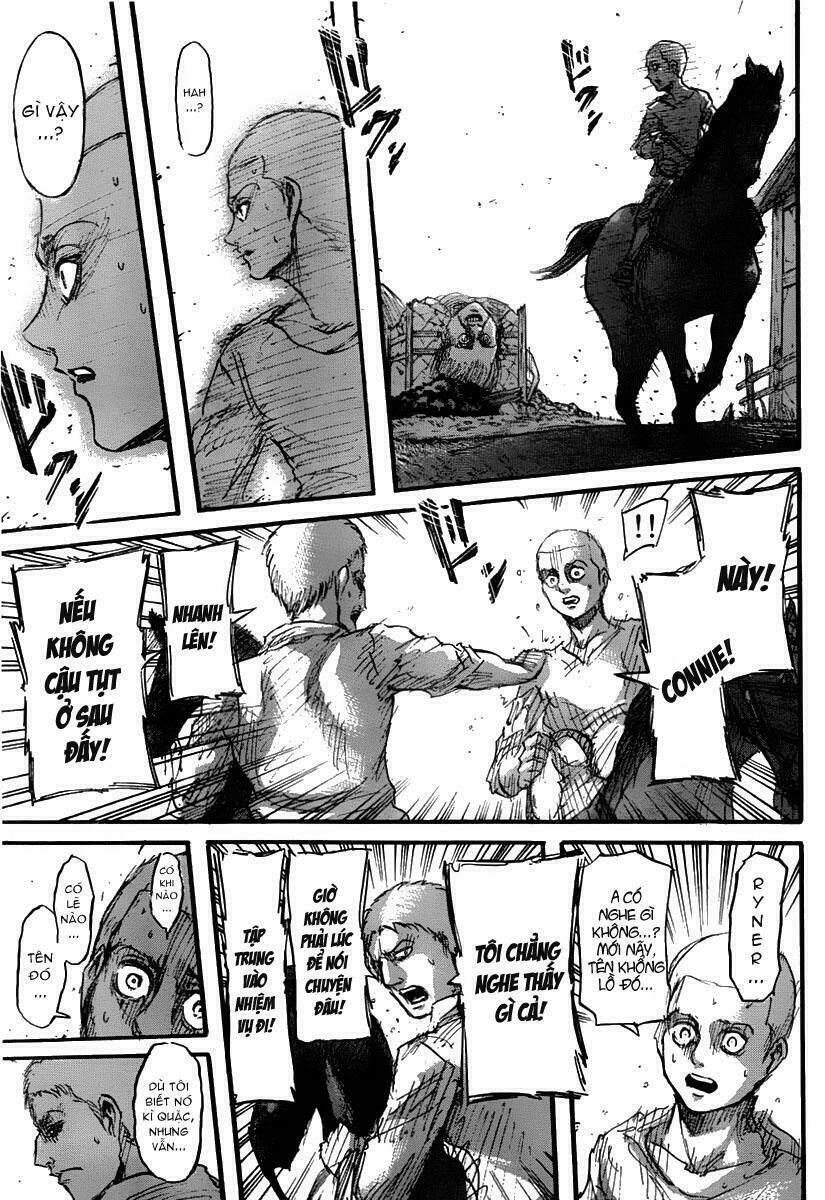 HAH
...?
GÌ VẬY
...?
!!
NÀY!
CONNIE!
NHANH
LÊN!
NẾU
KHÔNG
CẬU TỤT
Ở SAU
ĐẤY!
RYNER
...
A CÓ
NGHE GÌ
KHÔNG...?
MỚI NÃY,
TÊN KHỔNG
LỒ ĐÓ...
TÔI CHẲNG
NGHE THẤY
GÌ CẢ!
GIỜ
KHÔNG
PHẢI LÚC
ĐỂ NÓI
CHUYỆN
ĐÂU!
TẬP
TRUNG
VÀO
NHIỆM
VỤ ĐI!
CÓ
KHI
NÀO
...
CÓ
LẼ
NÀO
...
TÊN
ĐÓ
...
DÙ TÔI
BIẾT NÓ
KÌ QUẶC,
NHƯNG
VẪN...